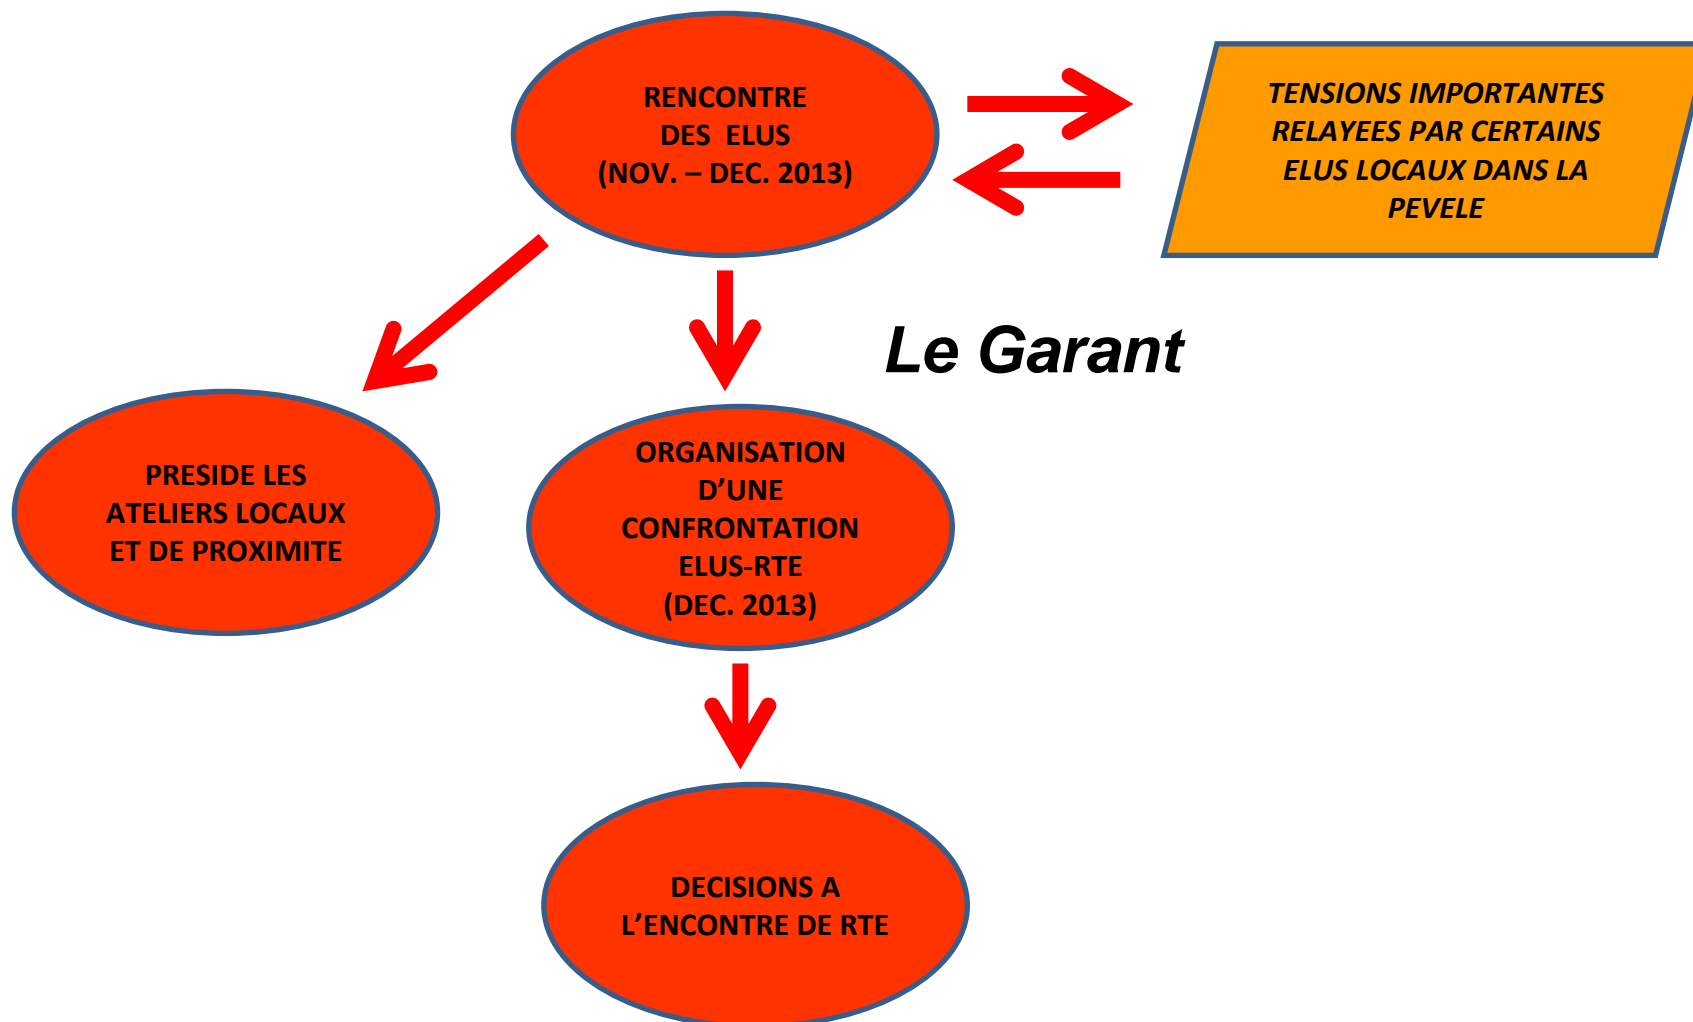 RENCONTRE
DES ELUS
(NOV. – DEC. 2013)
TENSIONS IMPORTANTES
RELAYEES PAR CERTAINS
ELUS LOCAUX DANS LA
PEVELE
Le Garant
PRESIDE LES
ATELIERS LOCAUX
ET DE PROXIMITE
ORGANISATION
D’UNE
CONFRONTATION
ELUS-RTE
(DEC. 2013)
DECISIONS A
L’ENCONTRE DE RTE